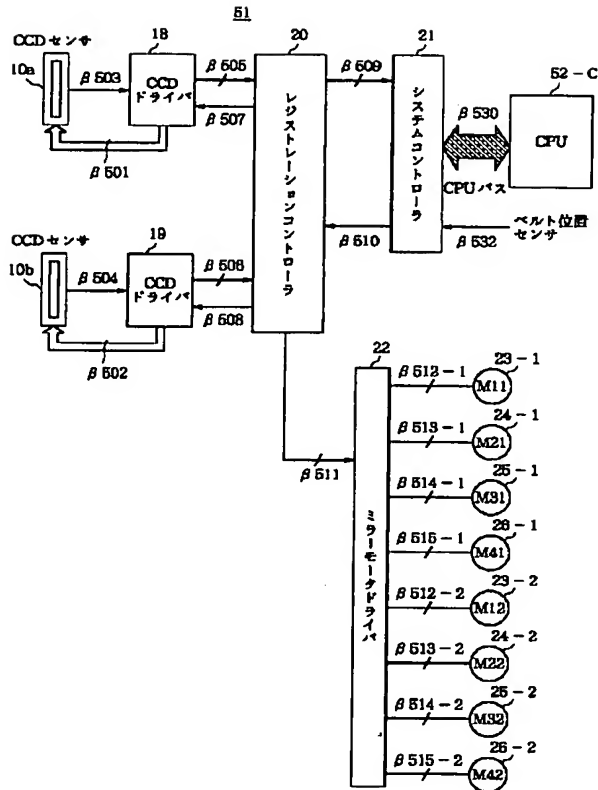 51
CCDセンサ
10a
β503
18
CCD
ドライバ
β505
β507
β501
20
レジストレーションコントローラ
β509
21
システムコントローラ
β530
CPUバス
52-C
CPU
β510
β532
ベルト位置
センサ
CCDセンサ
10b
β504
19
CCD
ドライバ
β506
β508
β502
β511
22
ミラーモータドライバ
β512-1
23-1
M11
β513-1
24-1
M21
β514-1
25-1
M31
β515-1
26-1
M41
β512-2
23-2
M12
β513-2
24-2
M22
β514-2
25-2
M32
β515-2
26-2
M42